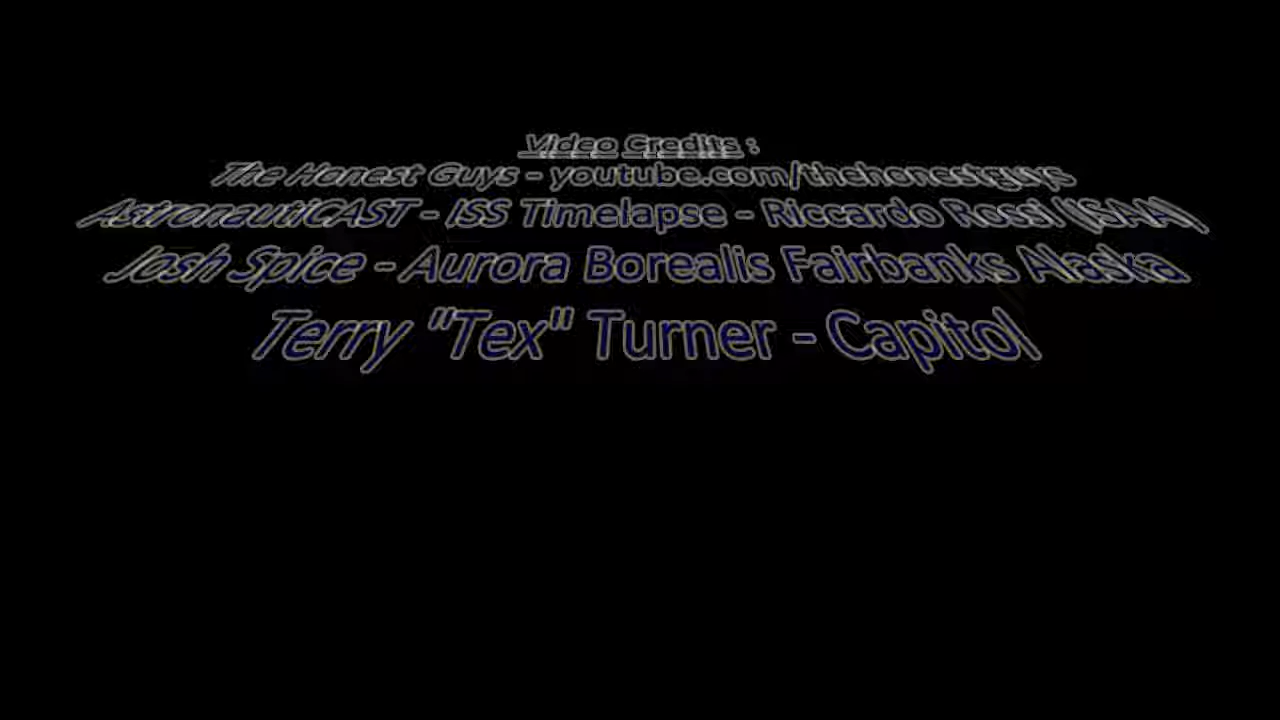 Video Credits :
The Honest Guys - youtube.com/thehonestguys
AstronautiCAST - ISS Timelapse - Riccardo Rossi (ISAA)
Josh Spice - Aurora Borealis Fairbanks Alaska
Terry "Tex" Turner - Capitol